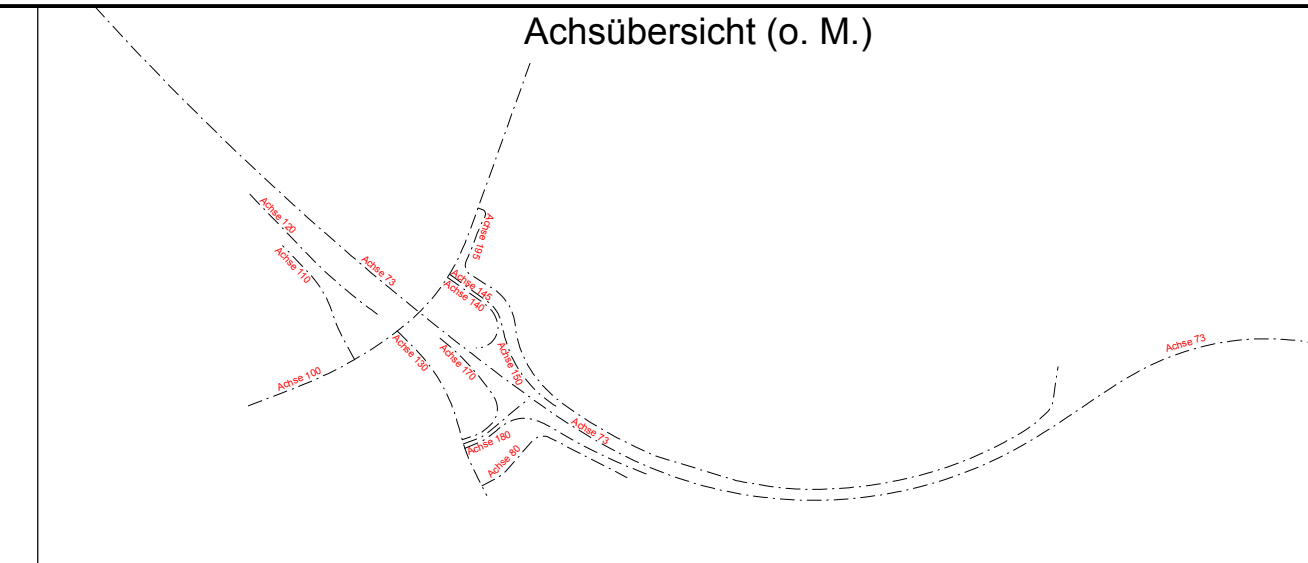 Achsübersicht (o. M.)
Achse 120
Achse 195
Achse 110
Achse 73
Achse 145
Achse 140
Achse 130
Achse 170
Achse 150
Achse 73
Achse 100
Achse 73
Achse 180
Achse 80